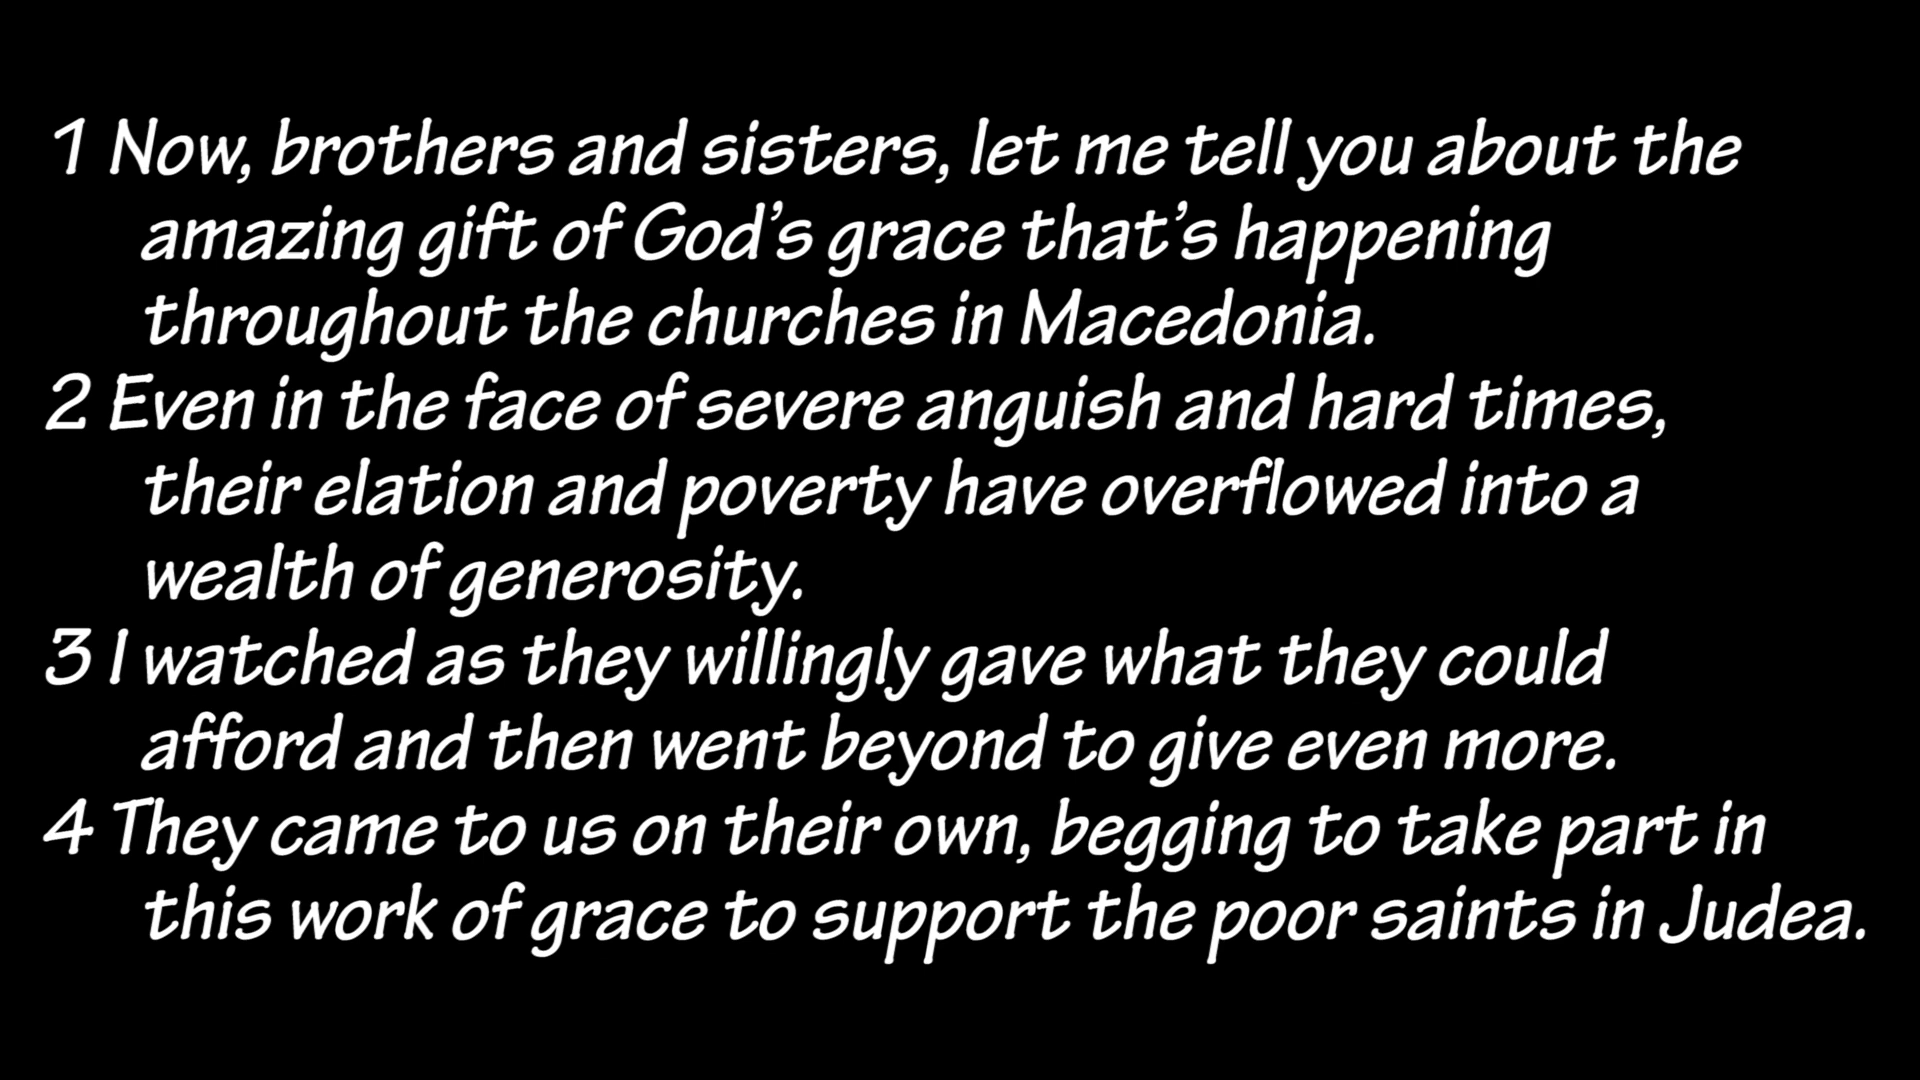 1 Now, brothers and sisters, let me tell you about the
amazing gift of God’s grace that’s happening
throughout the churches in Macedonia.
2 Even in the face of severe anguish and hard times,
their elation and poverty have overflowed into a
wealth of generosity.
3 I watched as they willingly gave what they could
afford and then went beyond to give even more.
4 They came to us on their own, begging to take part in
this work of grace to support the poor saints in Judea.